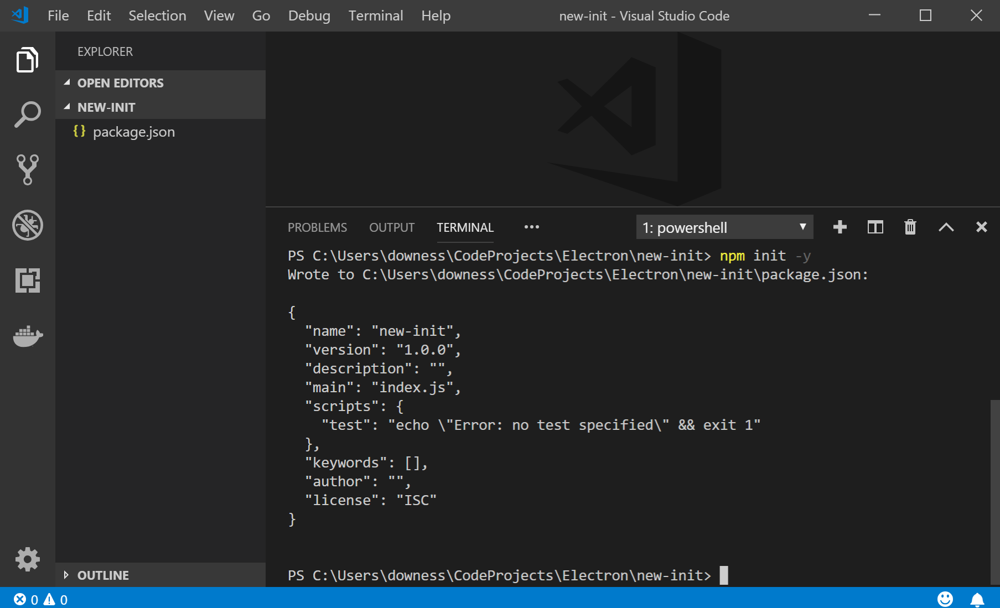 File Edit Selection View Go Debug Terminal Help new-init - Visual Studio Code
EXPLORER
OPEN EDITORS
NEW-INIT
{} package.json
OUTLINE
PROBLEMS OUTPUT TERMINAL ••• 1: powershell
PS C:\Users\downess\CodeProjects\Electron\new-init> npm init -y
Wrote to C:\Users\downess\CodeProjects\Electron\new-init\package.json:
{
  "name": "new-init",
  "version": "1.0.0",
  "description": "",
  "main": "index.js",
  "scripts": {
    "test": "echo \"Error: no test specified\" && exit 1"
  },
  "keywords": [],
  "author": "",
  "license": "ISC"
}
PS C:\Users\downess\CodeProjects\Electron\new-init>
0 0